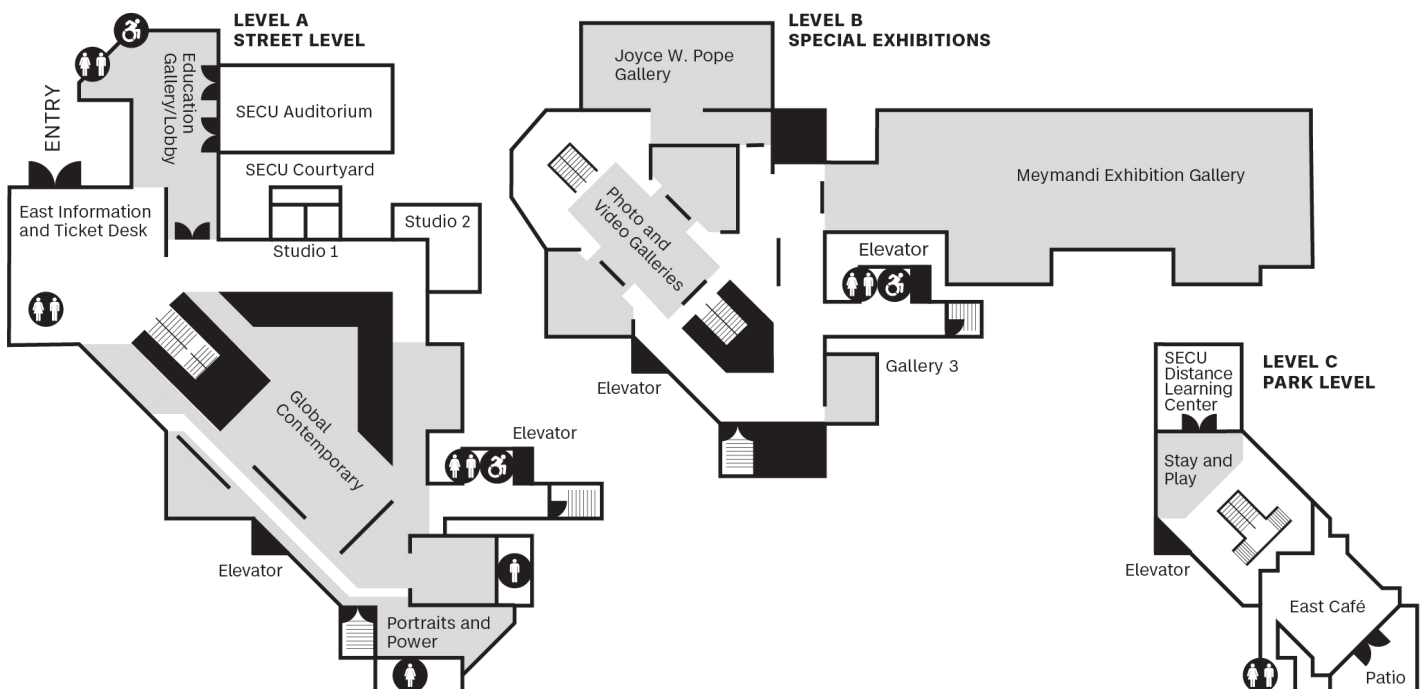 LEVEL A
STREET LEVEL
ENTRY
Education
Gallery/Lobby
SECU Auditorium
SECU Courtyard
East Information
and Ticket Desk
Studio 1
Studio 2
Global
Contemporary
Elevator
Elevator
Portraits and
Power
LEVEL B
SPECIAL EXHIBITIONS
Joyce W. Pope
Gallery
Meymandi Exhibition Gallery
Photo and
Video Galleries
Elevator
Elevator
Gallery 3
LEVEL C
PARK LEVEL
SECU
Distance
Learning
Center
Stay and
Play
Elevator
East Café
Patio